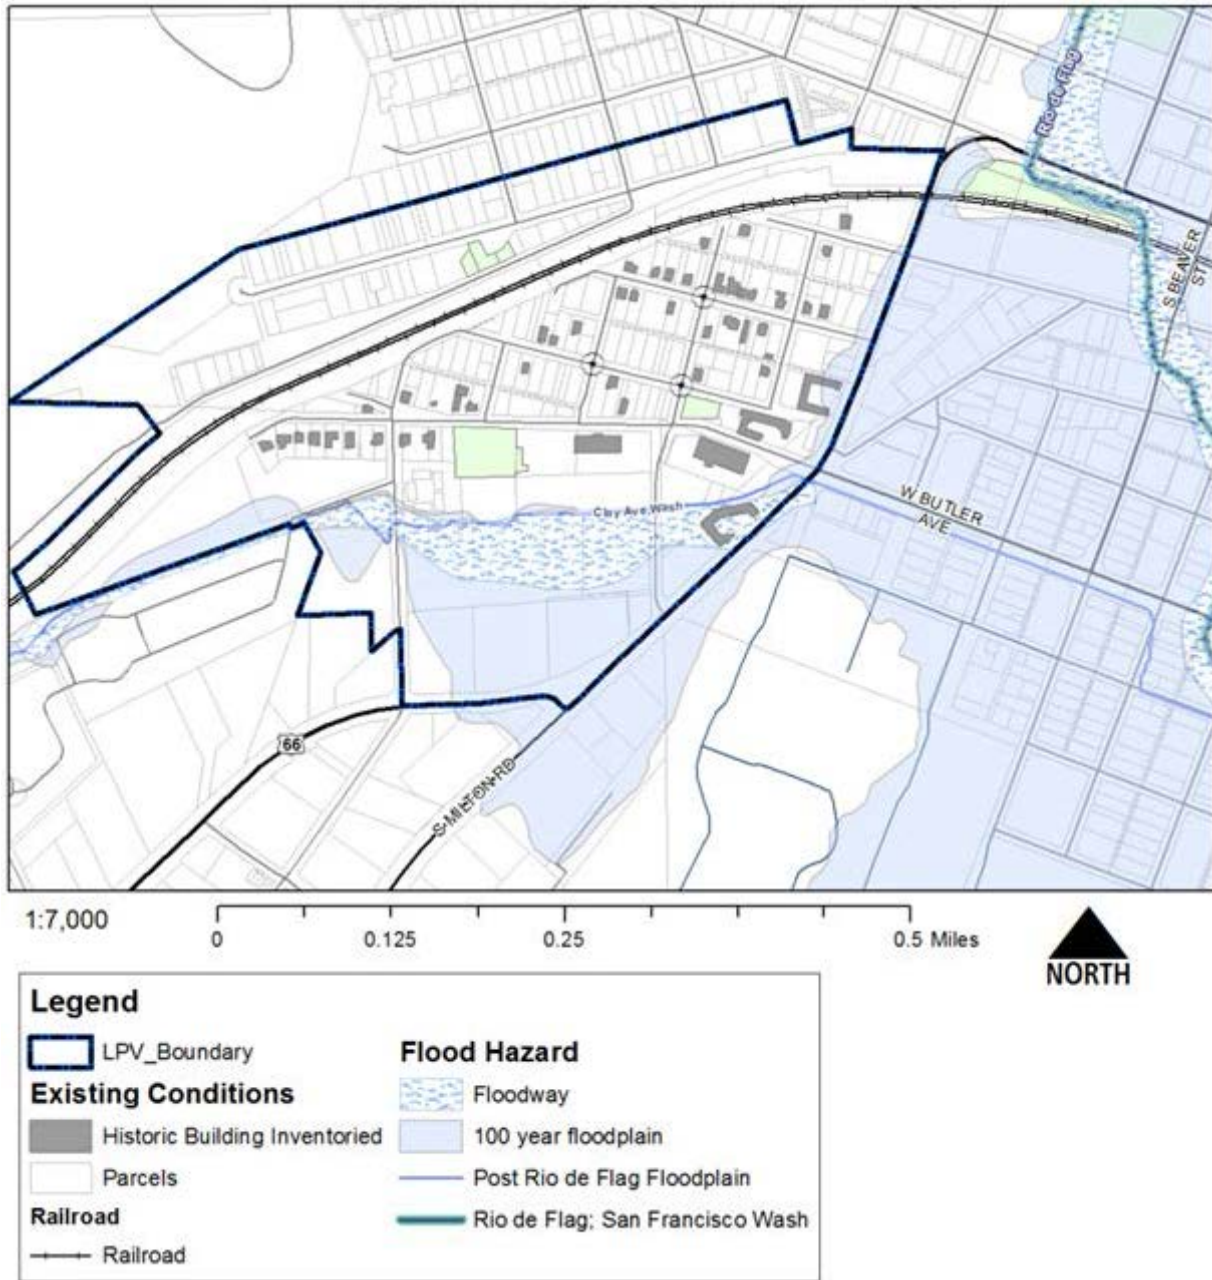 Rio de Flag
S BEAVER
ST
Clay Ave Wash
W BUTLER
AVE
66
S MILTON RD
1:7,000
0
0.125
0.25
0.5 Miles
NORTH
Legend
LPV_Boundary
Existing Conditions
Historic Building Inventoried
Parcels
Railroad
Railroad
Flood Hazard
Floodway
100 year floodplain
Post Rio de Flag Floodplain
Rio de Flag; San Francisco Wash